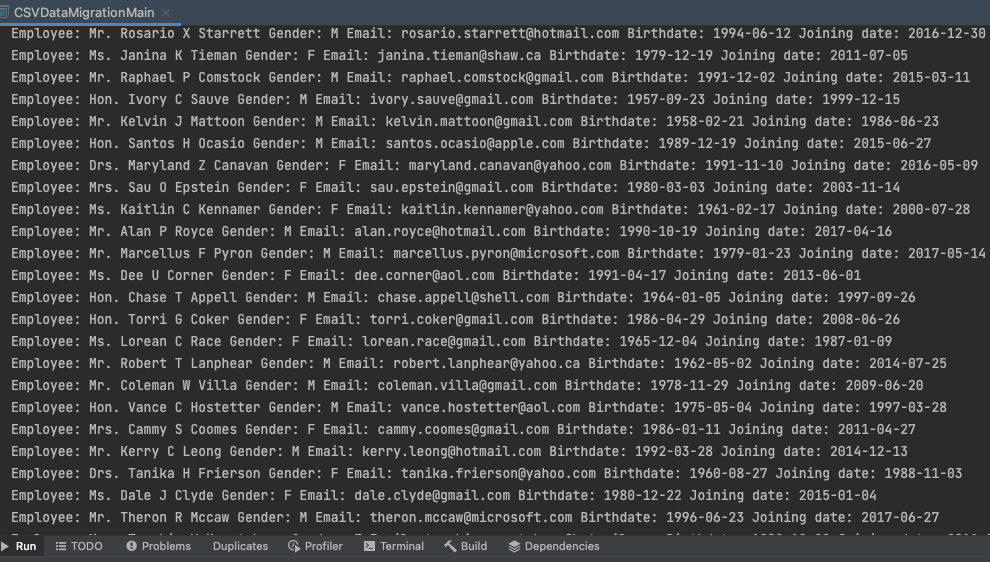 CSVDataMigrationMain
Employee: Mr. Rosario X Starrett Gender: M Email: rosario.starrett@hotmail.com Birthdate: 1994-06-12 Joining date: 2016-12-30
Employee: Ms. Janina K Tieman Gender: F Email: janina.tieman@shaw.ca Birthdate: 1979-12-19 Joining date: 2011-07-05
Employee: Mr. Raphael P Comstock Gender: M Email: raphael.comstock@gmail.com Birthdate: 1991-12-02 Joining date: 2015-03-11
Employee: Hon. Ivory C Sauve Gender: M Email: ivory.sauve@gmail.com Birthdate: 1957-09-23 Joining date: 1999-12-15
Employee: Mr. Kelvin J Mattoon Gender: M Email: kelvin.mattoon@gmail.com Birthdate: 1958-02-21 Joining date: 1986-06-23
Employee: Hon. Santos H Ocasio Gender: M Email: santos.ocasio@apple.com Birthdate: 1989-12-19 Joining date: 2015-06-27
Employee: Drs. Maryland Z Canavan Gender: F Email: maryland.canavan@yahoo.com Birthdate: 1991-11-10 Joining date: 2016-05-09
Employee: Mrs. Sau O Epstein Gender: F Email: sau.epstein@gmail.com Birthdate: 1980-03-03 Joining date: 2003-11-14
Employee: Ms. Kaitlin C Kennamer Gender: F Email: kaitlin.kennamer@yahoo.com Birthdate: 1961-02-17 Joining date: 2000-07-28
Employee: Mr. Alan P Royce Gender: M Email: alan.royce@hotmail.com Birthdate: 1990-10-19 Joining date: 2017-04-16
Employee: Mr. Marcellus F Pyron Gender: M Email: marcellus.pyron@microsoft.com Birthdate: 1979-01-23 Joining date: 2017-05-14
Employee: Ms. Dee U Corner Gender: F Email: dee.corner@aol.com Birthdate: 1991-04-17 Joining date: 2013-06-01
Employee: Hon. Chase T Appell Gender: M Email: chase.appell@shell.com Birthdate: 1964-01-05 Joining date: 1997-09-26
Employee: Hon. Torri G Coker Gender: F Email: torri.coker@gmail.com Birthdate: 1986-04-29 Joining date: 2008-06-26
Employee: Ms. Lorean C Race Gender: F Email: lorean.race@gmail.com Birthdate: 1965-12-04 Joining date: 1987-01-09
Employee: Mr. Robert T Lanphear Gender: M Email: robert.lanphear@yahoo.ca Birthdate: 1962-05-02 Joining date: 2014-07-25
Employee: Mr. Coleman W Villa Gender: M Email: coleman.villa@gmail.com Birthdate: 1978-11-29 Joining date: 2009-06-20
Employee: Hon. Vance C Hostetter Gender: M Email: vance.hostetter@aol.com Birthdate: 1975-05-04 Joining date: 1997-03-28
Employee: Mrs. Cammy S Coomes Gender: F Email: cammy.coomes@gmail.com Birthdate: 1986-01-11 Joining date: 2011-04-27
Employee: Mr. Kerry C Leong Gender: M Email: kerry.leong@hotmail.com Birthdate: 1992-03-28 Joining date: 2014-12-13
Employee: Drs. Tanika H Frierson Gender: F Email: tanika.frierson@yahoo.com Birthdate: 1960-08-27 Joining date: 1988-11-03
Employee: Ms. Dale J Clyde Gender: F Email: dale.clyde@gmail.com Birthdate: 1980-12-22 Joining date: 2015-01-04
Employee: Mr. Theron R Mccaw Gender: M Email: theron.mccaw@microsoft.com Birthdate: 1996-06-23 Joining date: 2017-06-27
Run TODO Problems Duplicates Profiler Terminal Build Dependencies